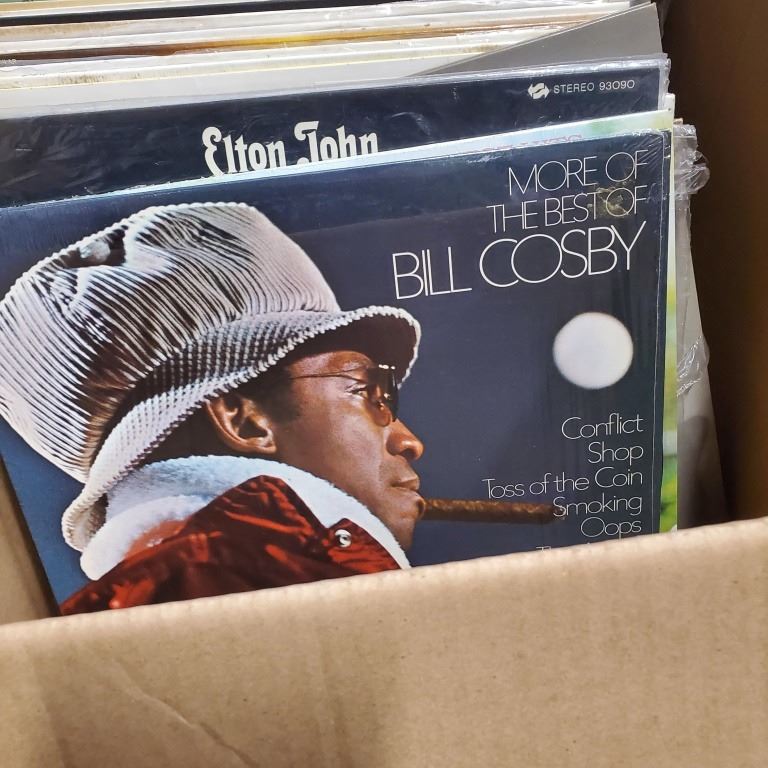 STEREO 93090
Elton John
MORE OF
THE BEST OF
BILL COSBY
Conflict
Shop
Toss of the Coin
Smoking
Oops